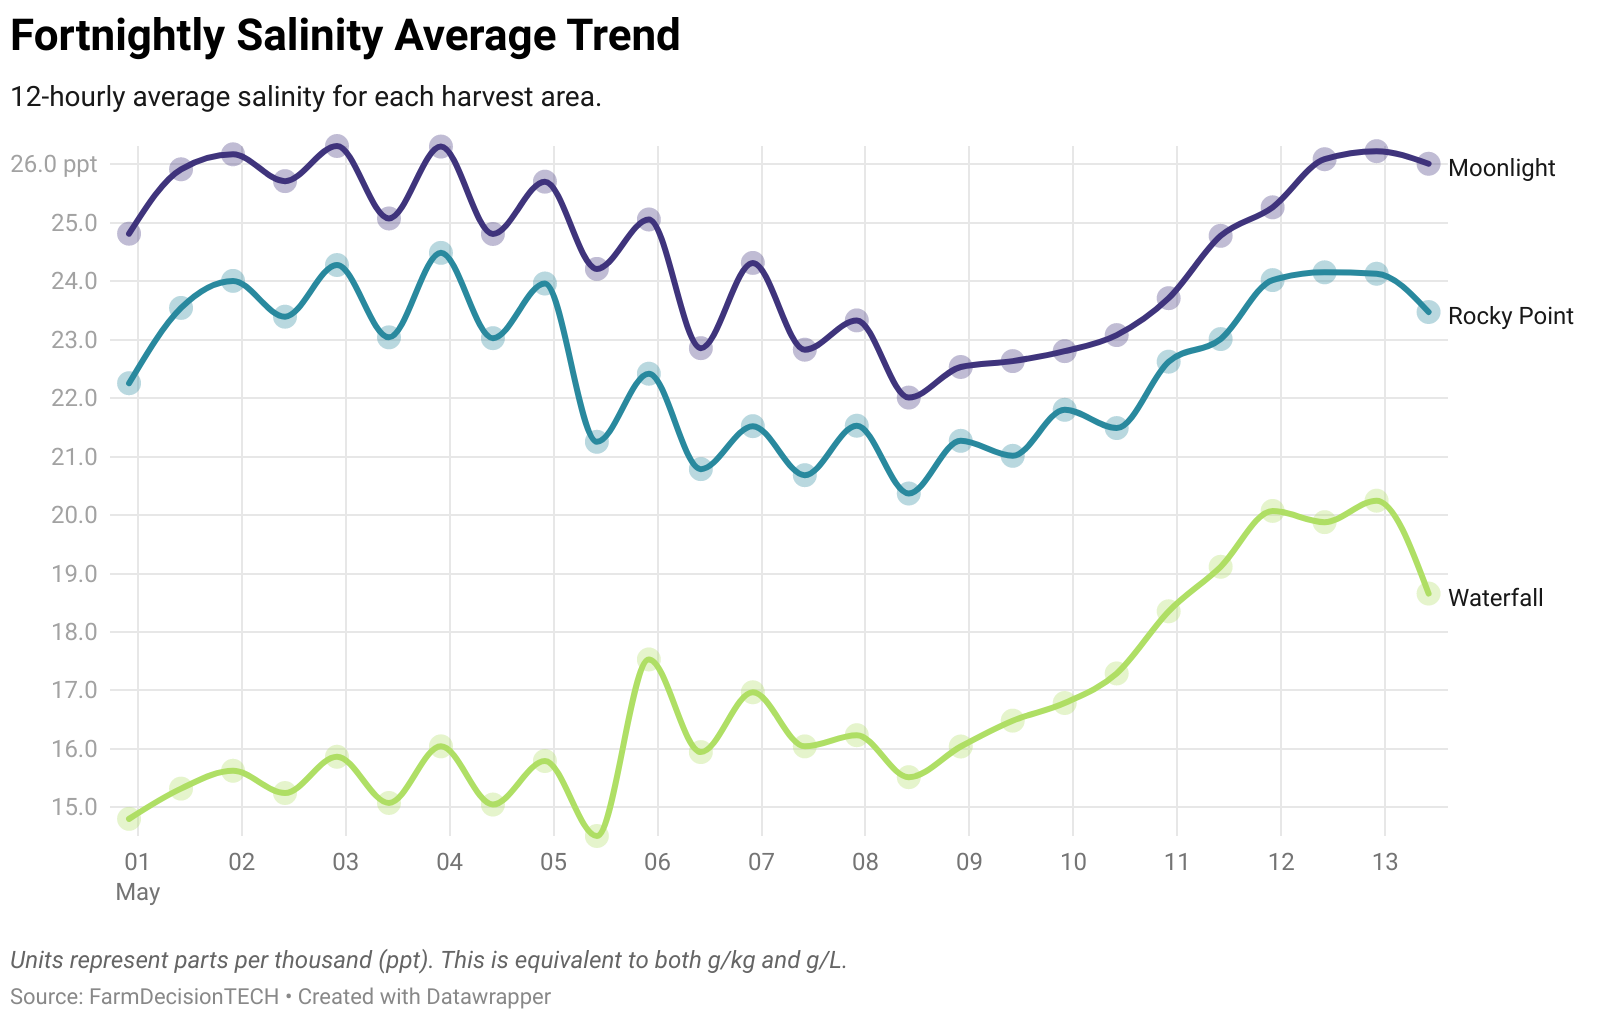 Fortnightly Salinity Average Trend
12-hourly average salinity for each harvest area.
26.0 ppt
25.0
24.0
23.0
22.0
21.0
20.0
19.0
18.0
17.0
16.0
15.0
Moonlight
Rocky Point
Waterfall
01 02 03 04 05 06 07 08 09 10 11 12 13
May
Units represent parts per thousand (ppt). This is equivalent to both g/kg and g/L.
Source: FarmDecisionTECH • Created with Datawrapper